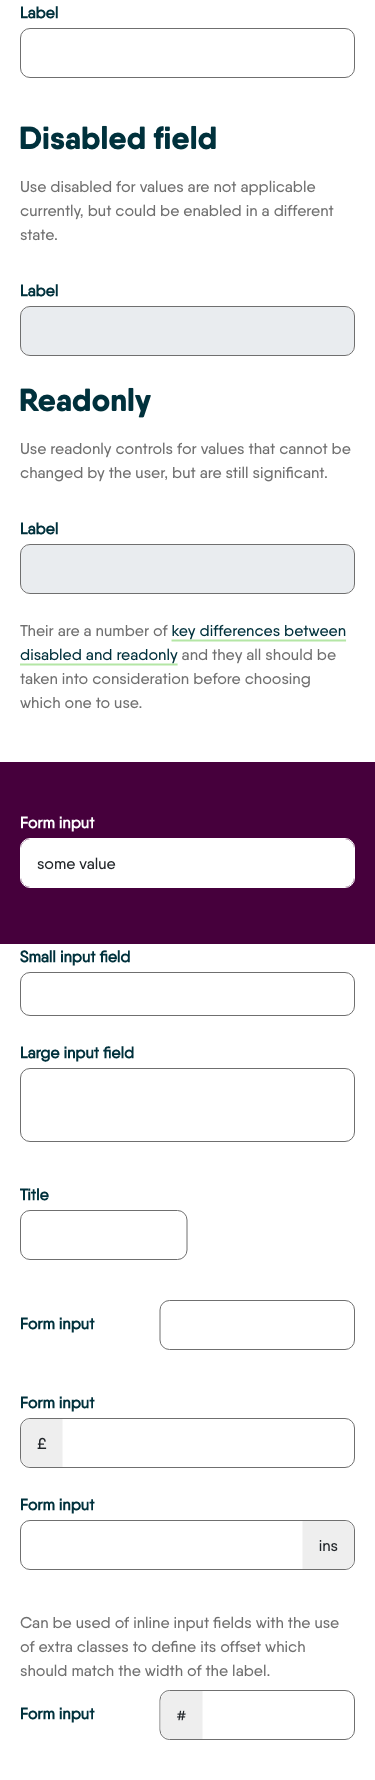 Label
Disabled field
Use disabled for values are not applicable
currently, but could be enabled in a different
state.
Label
Readonly
Use readonly controls for values that cannot be
changed by the user, but are still significant.
Label
Their are a number of key differences between
disabled and readonly and they all should be
taken into consideration before choosing
which one to use.
Form input
some value
Small input field
Large input field
Title
Form input
Form input
£
Form input
ins
Can be used of inline input fields with the use
of extra classes to define its offset which
should match the width of the label.
Form input #